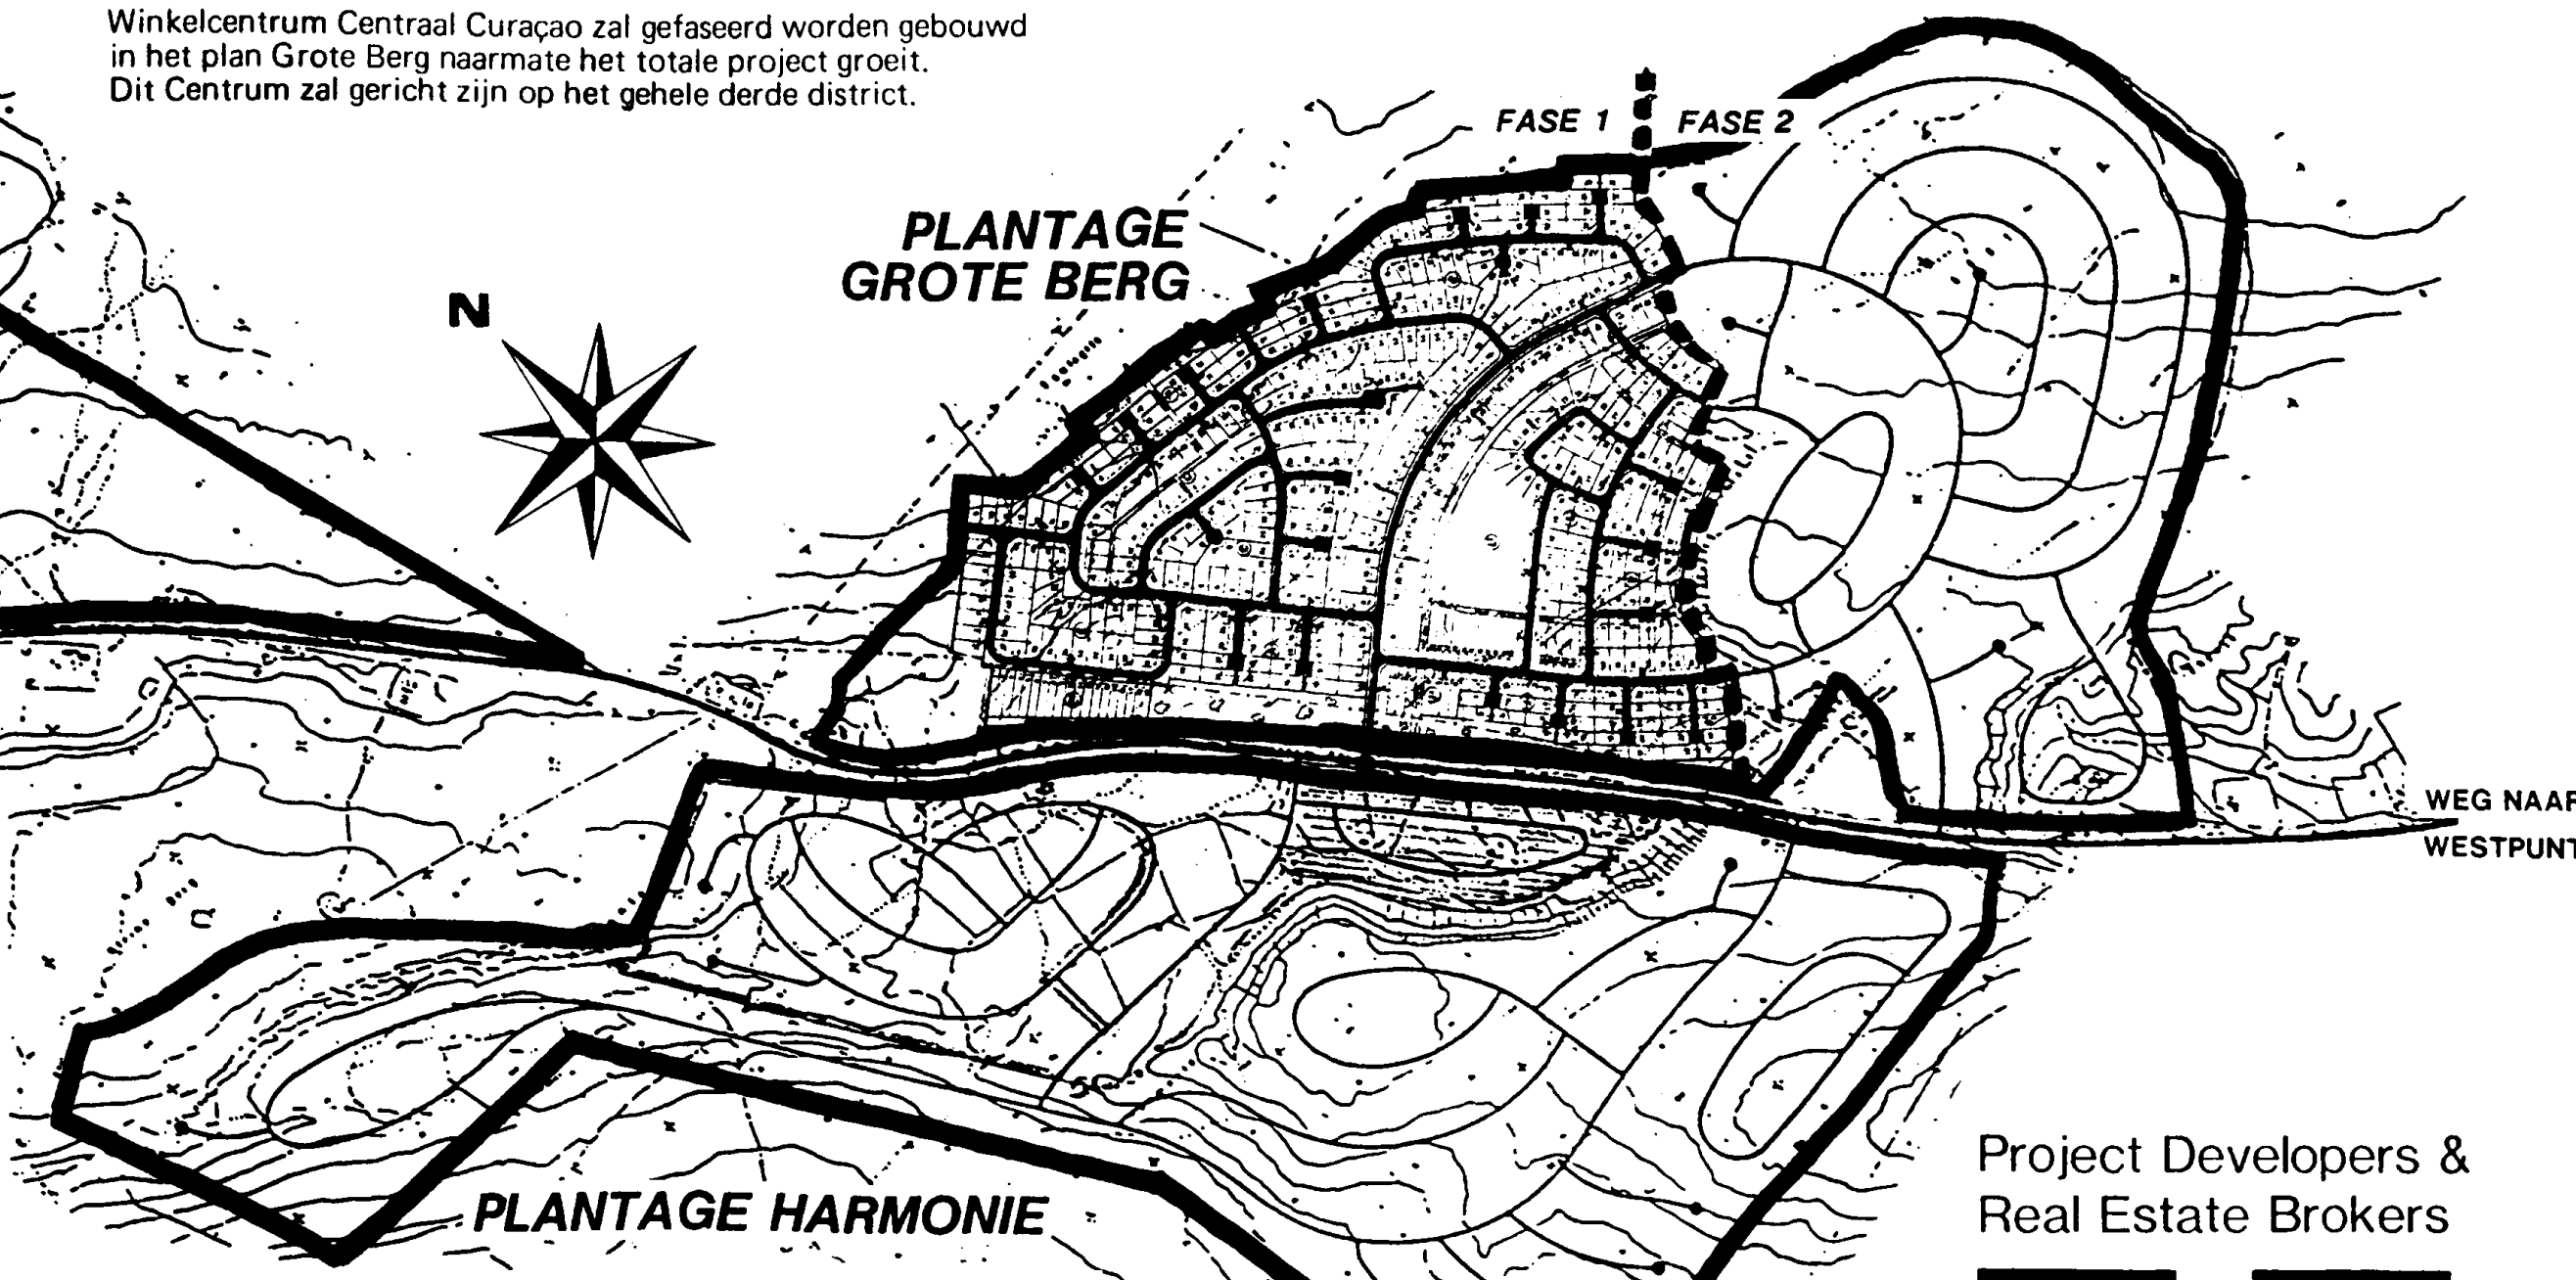 Winkelcentrum Centraal Curaçao zal gefaseerd worden gebouwd
in het plan Grote Berg naarmate het totale project groeit.
Dit Centrum zal gericht zijn op het gehele derde district.
FASE 1 FASE 2
PLANTAGE
GROTE BERG
N
WEG NAAR
WESTPUNT
PLANTAGE HARMONIE
Project Developers &
Real Estate Brokers